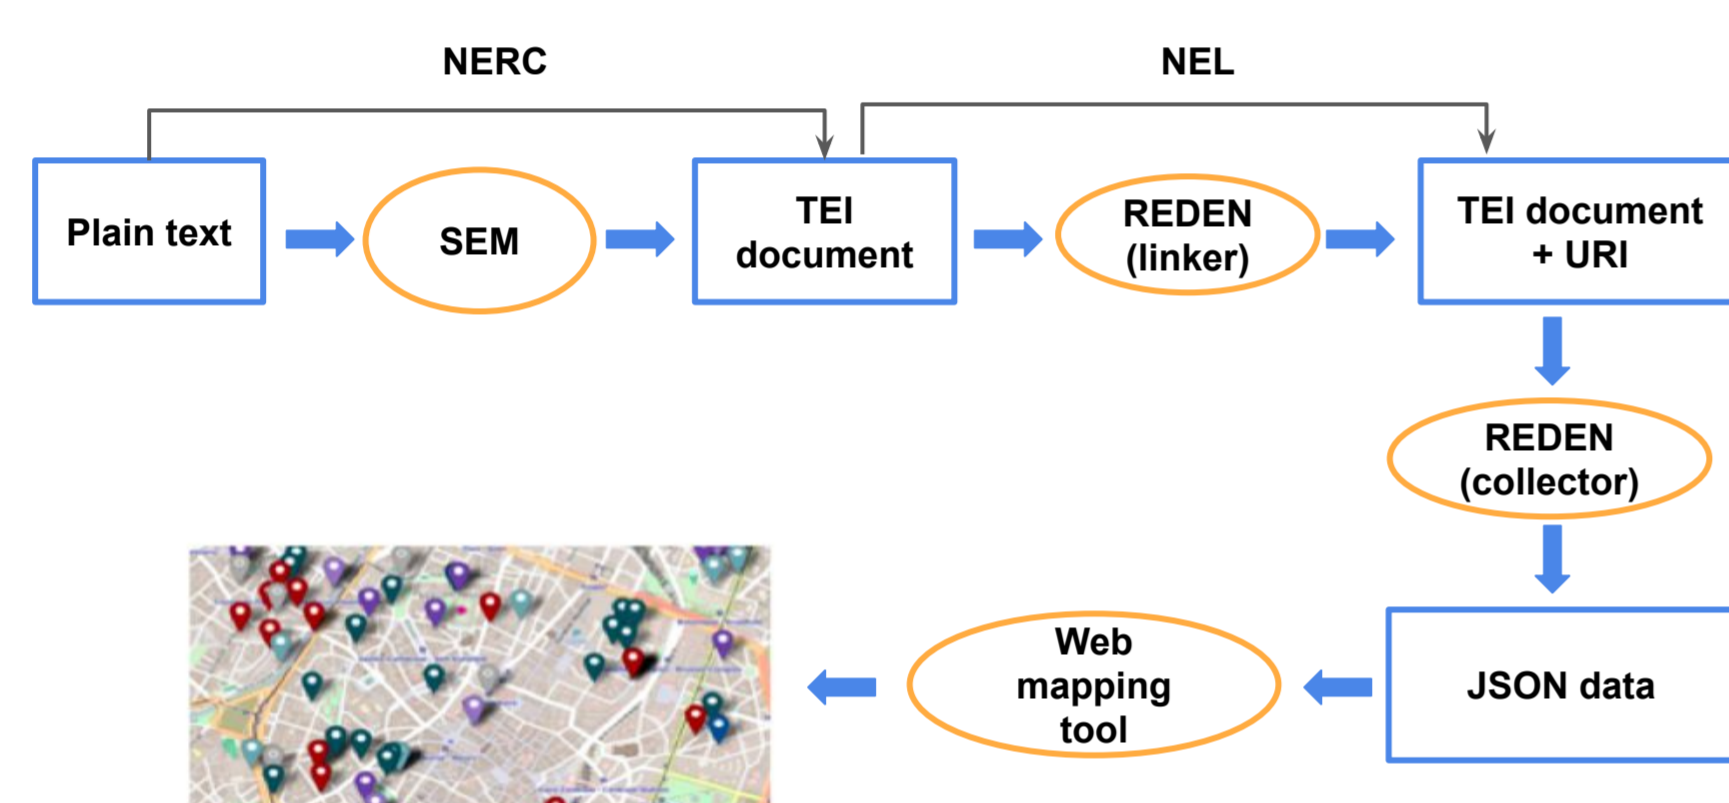 NERC
NEL
Plain text
SEM
TEI
document
REDEN
(linker)
TEI document
+ URI
REDEN
(collector)
JSON data
Web
mapping
tool